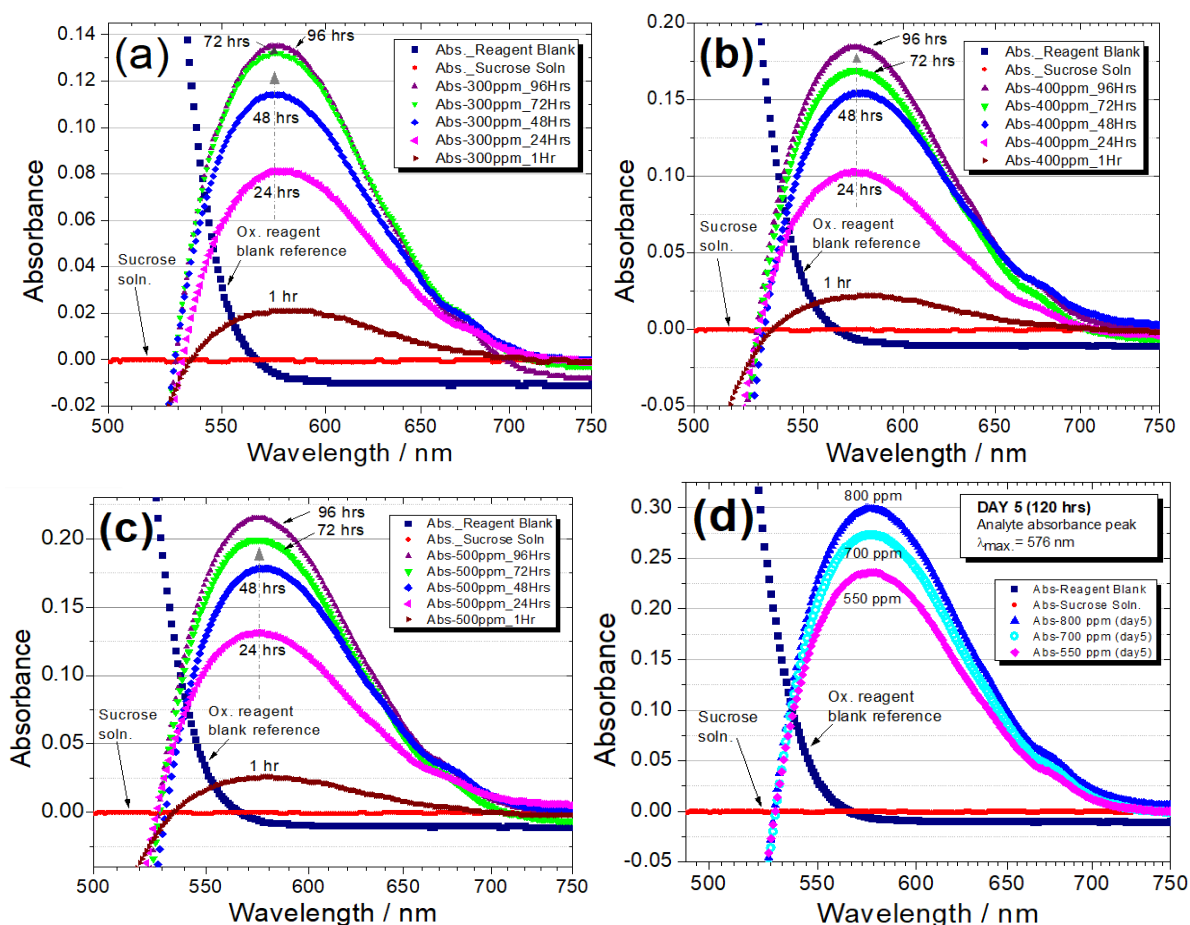 (a)
72 hrs
96 hrs
48 hrs
24 hrs
1 hr
Ox. reagent
blank reference
Sucrose
soln.
Abs._Reagent Blank
Abs._Sucrose Soln
Abs-300ppm_96Hrs
Abs-300ppm_72Hrs
Abs-300ppm_48Hrs
Abs-300ppm_24Hrs
Abs-300ppm_1Hr
Absorbance
0.14
0.12
0.10
0.08
0.06
0.04
0.02
0.00
-0.02
500 550 600 650 700 750
Wavelength / nm
(b)
96 hrs
72 hrs
48 hrs
24 hrs
1 hr
Ox. reagent
blank reference
Sucrose
soln.
Abs._Reagent Blank
Abs._Sucrose Soln
Abs-400ppm_96Hrs
Abs-400ppm_72Hrs
Abs-400ppm_48Hrs
Abs-400ppm_24Hrs
Abs-400ppm_1Hr
Absorbance
0.20
0.15
0.10
0.05
0.00
-0.05
500 550 600 650 700 750
Wavelength / nm
(c)
96 hrs
72 hrs
48 hrs
24 hrs
1 hr
Ox. reagent
blank reference
Sucrose
soln.
Abs._Reagent Blank
Abs._Sucrose Soln
Abs-500ppm_96Hrs
Abs-500ppm_72Hrs
Abs-500ppm_48Hrs
Abs-500ppm_24Hrs
Abs-500ppm_1Hr
Absorbance
0.20
0.15
0.10
0.05
0.00
500 550 600 650 700 750
Wavelength / nm
(d)
800 ppm
700 ppm
550 ppm
DAY 5 (120 hrs)
Analyte absorbance peak
λmax.= 576 nm
Ox. reagent
blank reference
Sucrose
soln.
Abs-Reagent Blank
Abs-Sucrose Soln.
Abs-800 ppm (day5)
Abs-700 ppm (day5)
Abs-550 ppm (day5)
Absorbance
0.30
0.25
0.20
0.15
0.10
0.05
0.00
-0.05
500 550 600 650 700 750
Wavelength / nm